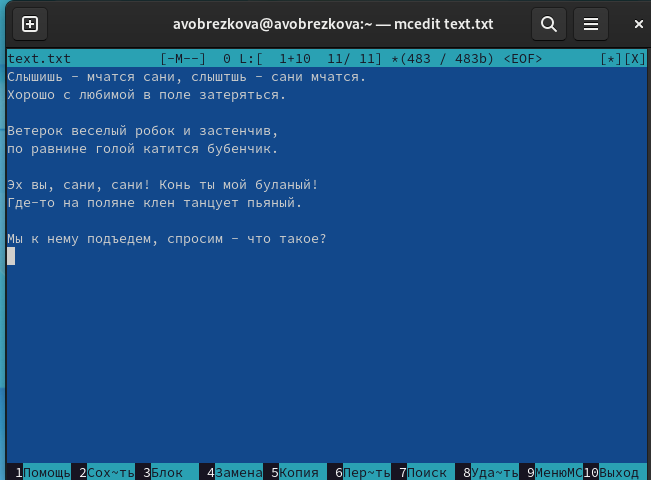 avobrezkova@avobrezkova:~ — mcedit text.txt
text.txt [-M--] 0 L:[ 1+10 11/ 11] *(483 / 483b) <EOF> [*][X]
Слышишь - мчатся сани, слыштшь - сани мчатся.
Хорошо с любимой в поле затеряться.
Ветерок веселый робок и застенчив,
по равнине голой катится бубенчик.
Эх вы, сани, сани! Конь ты мой буланый!
Где-то на поляне клен танцует пьяный.
Мы к нему подъедем, спросим - что такое?
1Помощь 2Сох~ть 3Блок 4Замена 5Копия 6Пер~ть 7Поиск 8Уда~ть 9МенюMC 10Выход